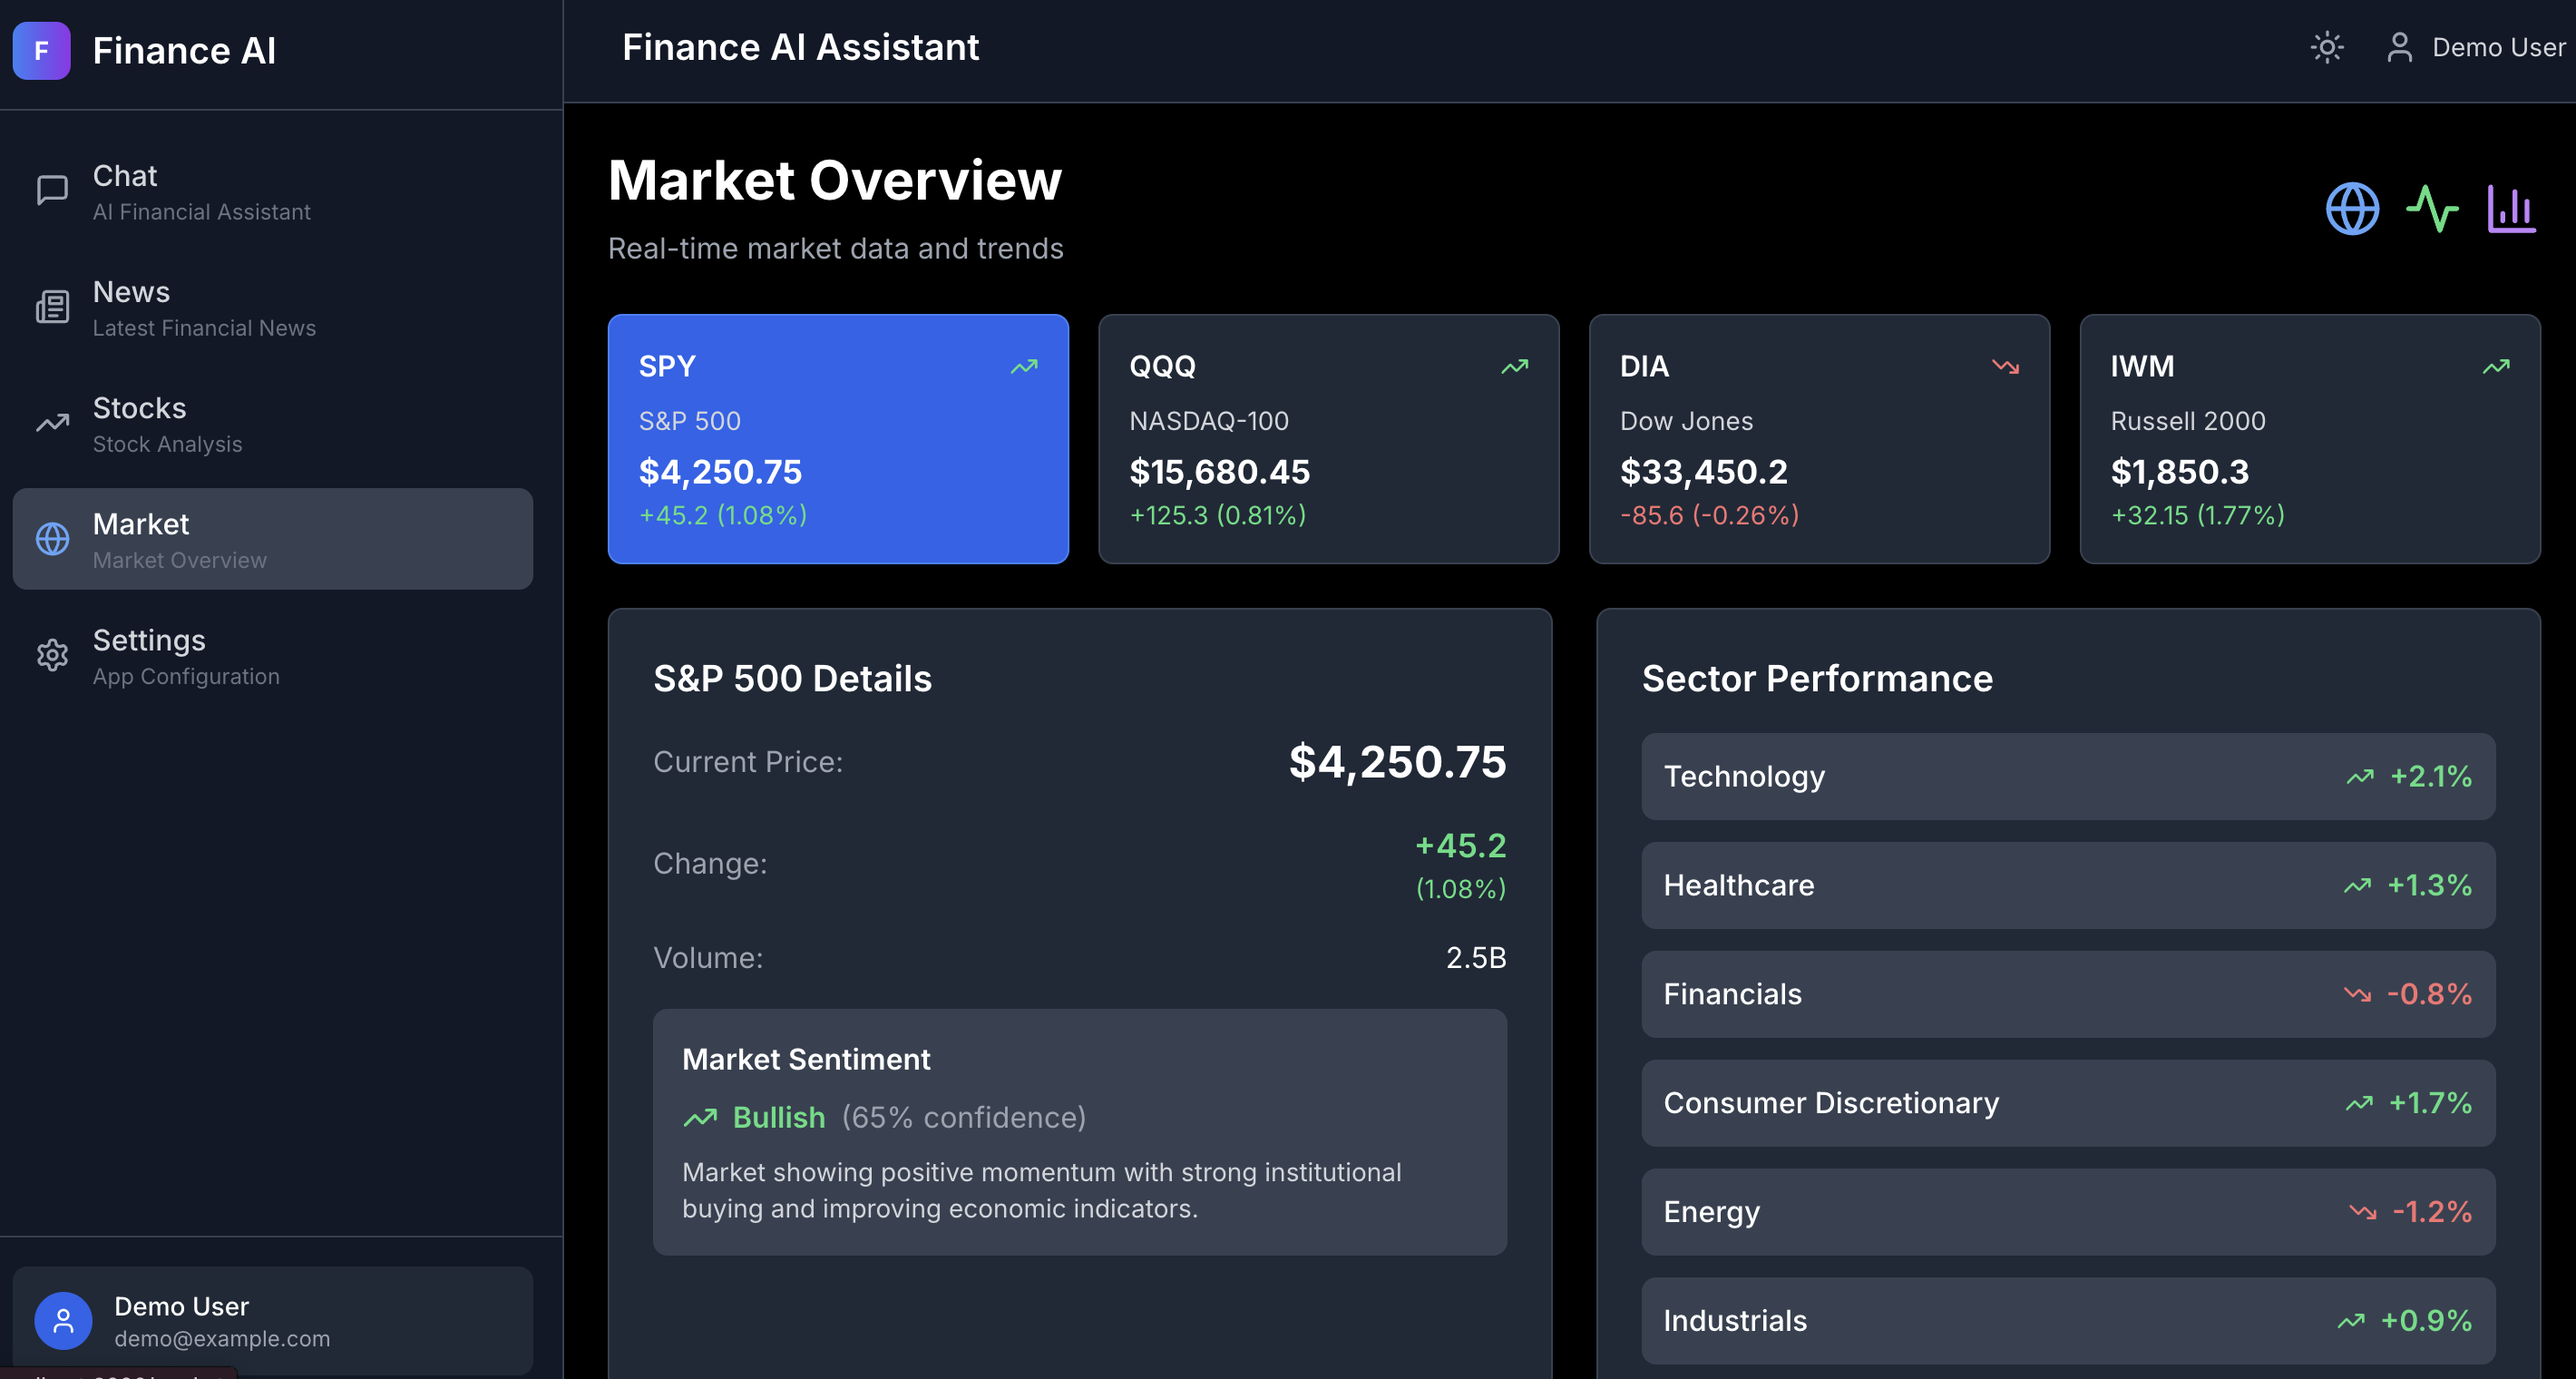 F
Finance AI
Chat
AI Financial Assistant
News
Latest Financial News
Stocks
Stock Analysis
Market
Market Overview
Settings
App Configuration
Demo User
demo@example.com
Finance AI Assistant
Demo User
Market Overview
Real-time market data and trends
SPY
S&P 500
$4,250.75
+45.2 (1.08%)
QQQ
NASDAQ-100
$15,680.45
+125.3 (0.81%)
DIA
Dow Jones
$33,450.2
-85.6 (-0.26%)
IWM
Russell 2000
$1,850.3
+32.15 (1.77%)
S&P 500 Details
Current Price: $4,250.75
Change: +45.2
(1.08%)
Volume: 2.5B
Market Sentiment
Bullish (65% confidence)
Market showing positive momentum with strong institutional
buying and improving economic indicators.
Sector Performance
Technology +2.1%
Healthcare +1.3%
Financials -0.8%
Consumer Discretionary +1.7%
Energy -1.2%
Industrials +0.9%